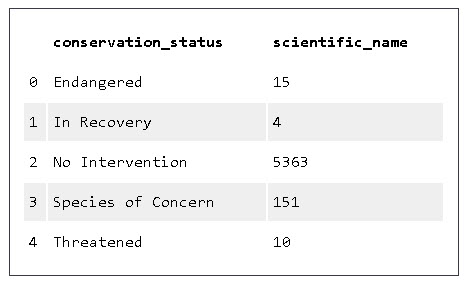 conservation_status scientific_name
0 Endangered 15
1 In Recovery 4
2 No Intervention 5363
3 Species of Concern 151
4 Threatened 10